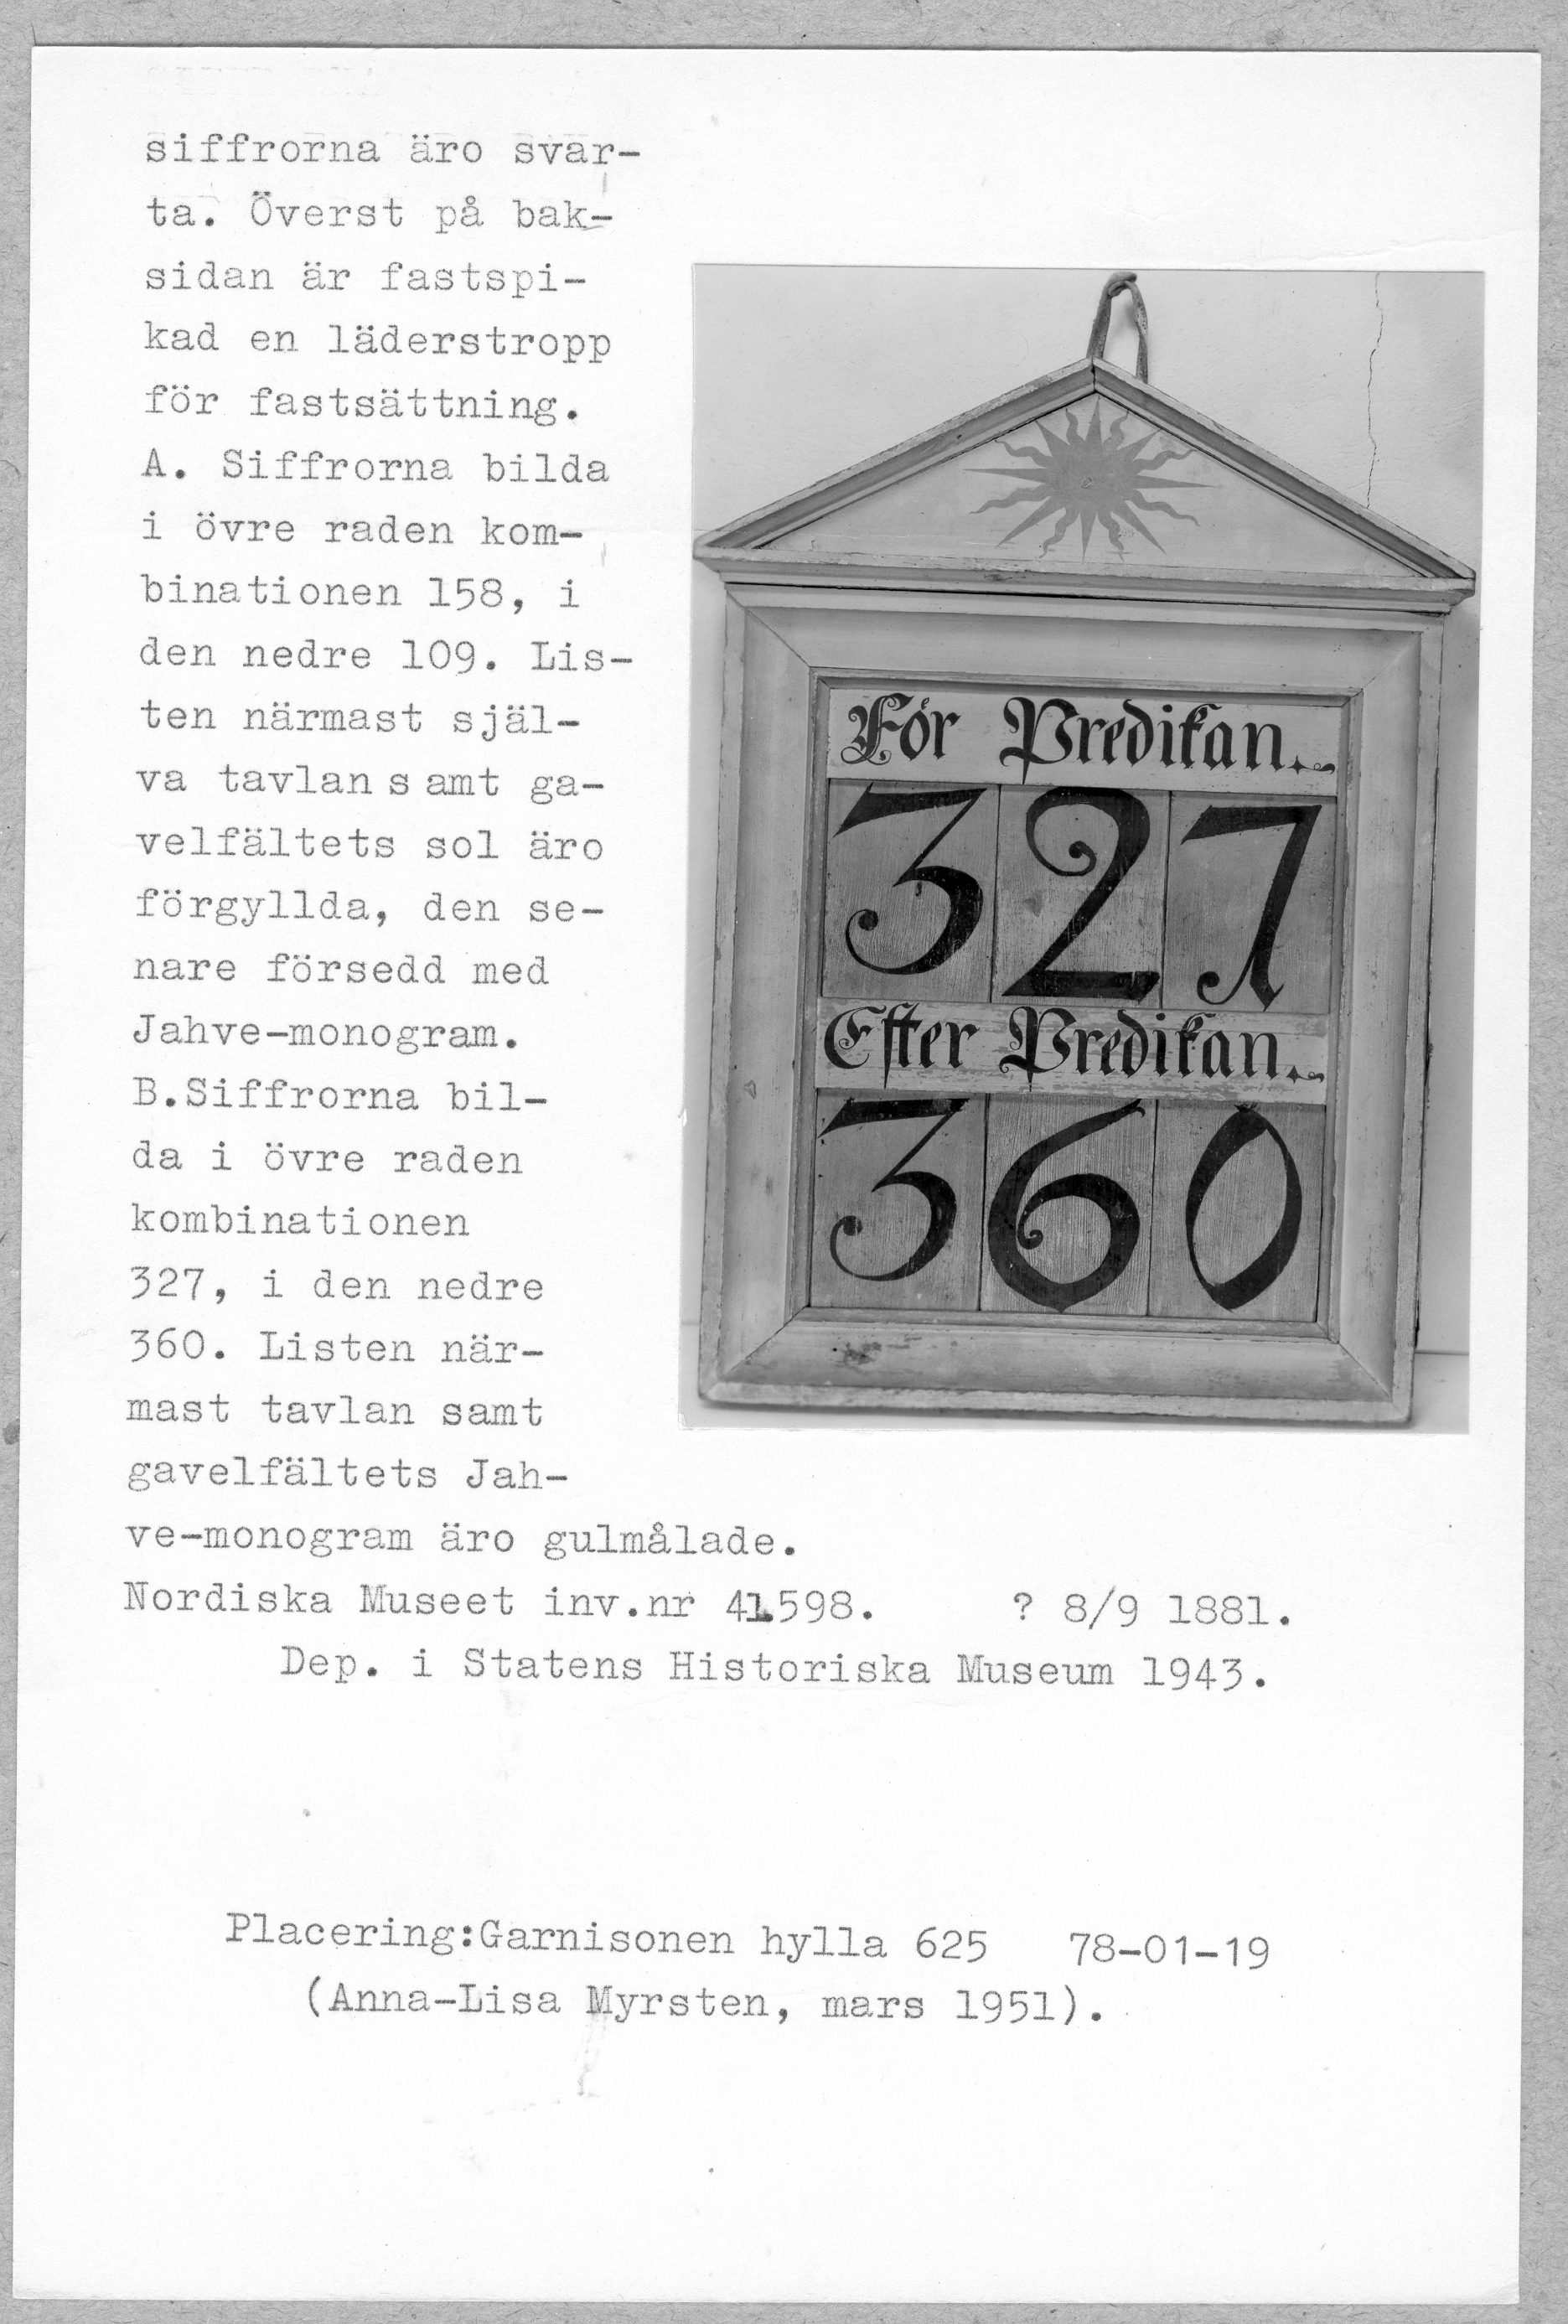 siffrorna äro svar-
ta. Överst på bak-
sidan är fastspi-
kad en läderstropp
för fastsättning.
A. Siffrorna bilda
i övre raden kom-
binationen 158, i
den nedre 109. Lis-
ten närmast själ-
va tavlan samt ga-
velfältets sol äro
förgyllda, den se-
nare försedd med
Jahve-monogram.
B.Siffrorna bil-
da i övre raden
kombinationen
327, i den nedre
360. Listen när-
mast tavlan samt
gavelfältets Jah-
ve-monogram äro gulmålade.
Nordiska Museet inv.nr 41.598. ? 8/9 1881.
Dep. i Statens Historiska Museum 1943.
Placering:Garnisonen hylla 625 78-01-19
(Anna-Lisa Myrsten, mars 1951).
För Predikan.
327
Efter Predikan.
360